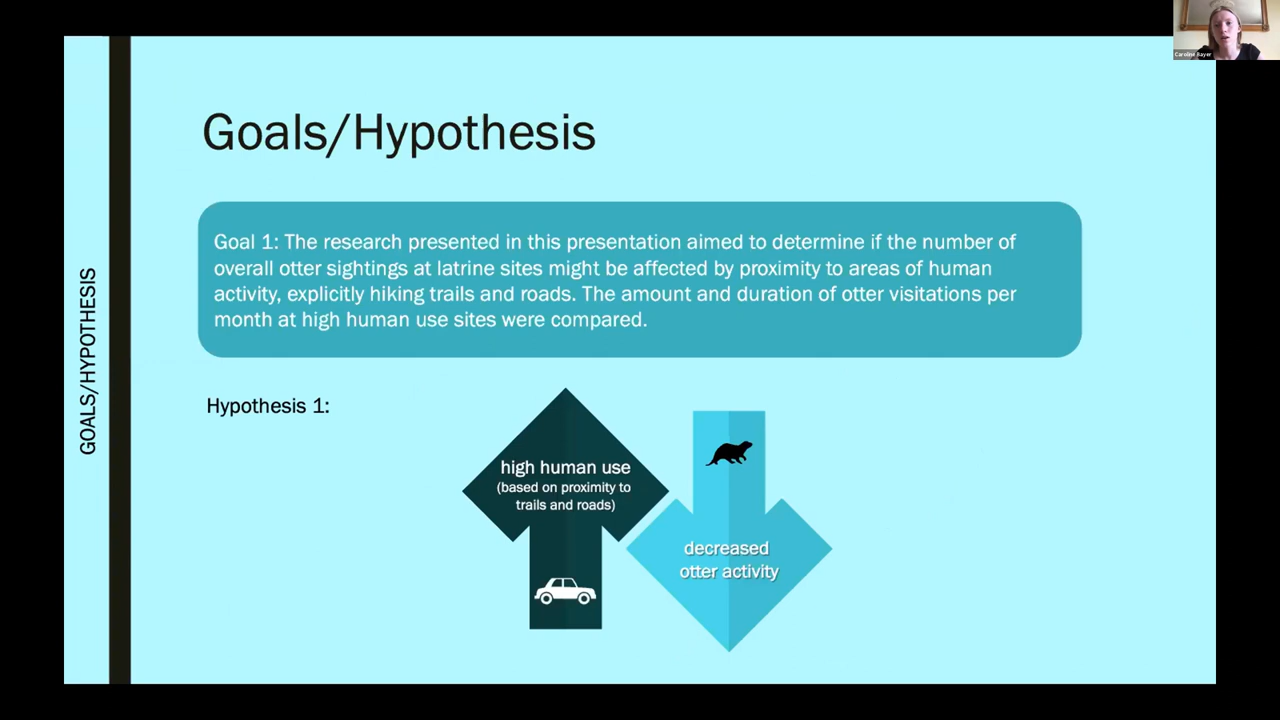 Caroline Bayer
Goals/Hypothesis
Goal 1: The research presented in this presentation aimed to determine if the number of
overall otter sightings at latrine sites might be affected by proximity to areas of human
activity, explicitly hiking trails and roads. The amount and duration of otter visitations per
month at high human use sites were compared.
GOALS/HYPOTHESIS
Hypothesis 1:
high human use
(based on proximity to
trails and roads)
decreased
otter activity